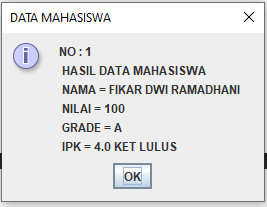 DATA MAHASISWA
NO : 1
HASIL DATA MAHASISWA
NAMA = FIKAR DWI RAMADHANI
NILAI = 100
GRADE = A
IPK = 4.0 KET LULUS
OK